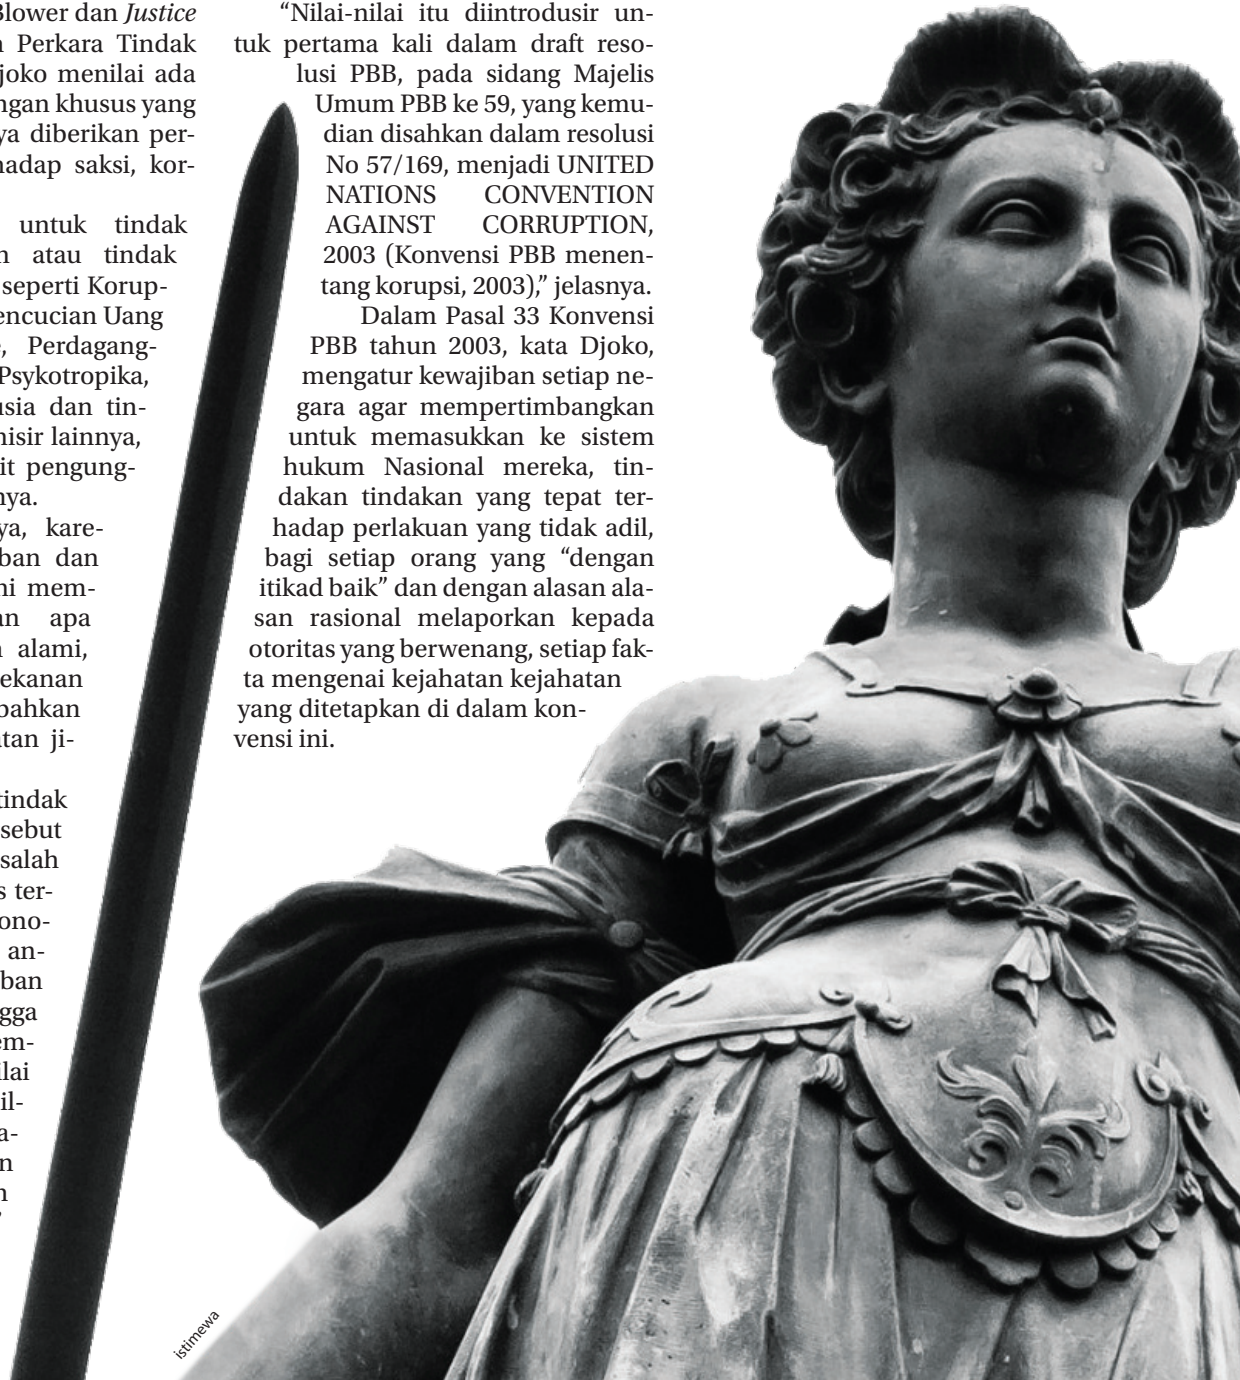 Blower dan Justice
Perkara Tindak
joko menilai ada
ngan khusus yang
ya diberikan per-
hadap saksi, kor-
untuk tindak
atau tindak
seperti Korup-
encucian Uang
Perdagang-
Psykotropika,
usia dan tin-
nisir lainnya,
it pengung-
nya.
ya, kare-
ban dan
ni mem-
an apa
alami,
ekanan
bahkan
atan ji-
tindak
sebut
salah
s ter-
ono-
an-
ban
gga
em-
ilai
il-
a-
n
“Nilai-nilai itu diintrodusir un-
tuk pertama kali dalam draft reso-
lusi PBB, pada sidang Majelis
Umum PBB ke 59, yang kemu-
dian disahkan dalam resolusi
No 57/169, menjadi UNITED
NATIONS CONVENTION
AGAINST CORRUPTION,
2003 (Konvensi PBB menen-
tang korupsi, 2003),” jelasnya.
Dalam Pasal 33 Konvensi
PBB tahun 2003, kata Djoko,
mengatur kewajiban setiap ne-
gara agar mempertimbangkan
untuk memasukkan ke sistem
hukum Nasional mereka, tin-
dakan tindakan yang tepat ter-
hadap perlakuan yang tidak adil,
bagi setiap orang yang “dengan
itikad baik” dan dengan alasan ala-
san rasional melaporkan kepada
otoritas yang berwenang, setiap fak-
ta mengenai kejahatan kejahatan
yang ditetapkan di dalam kon-
vensi ini.
istimewa